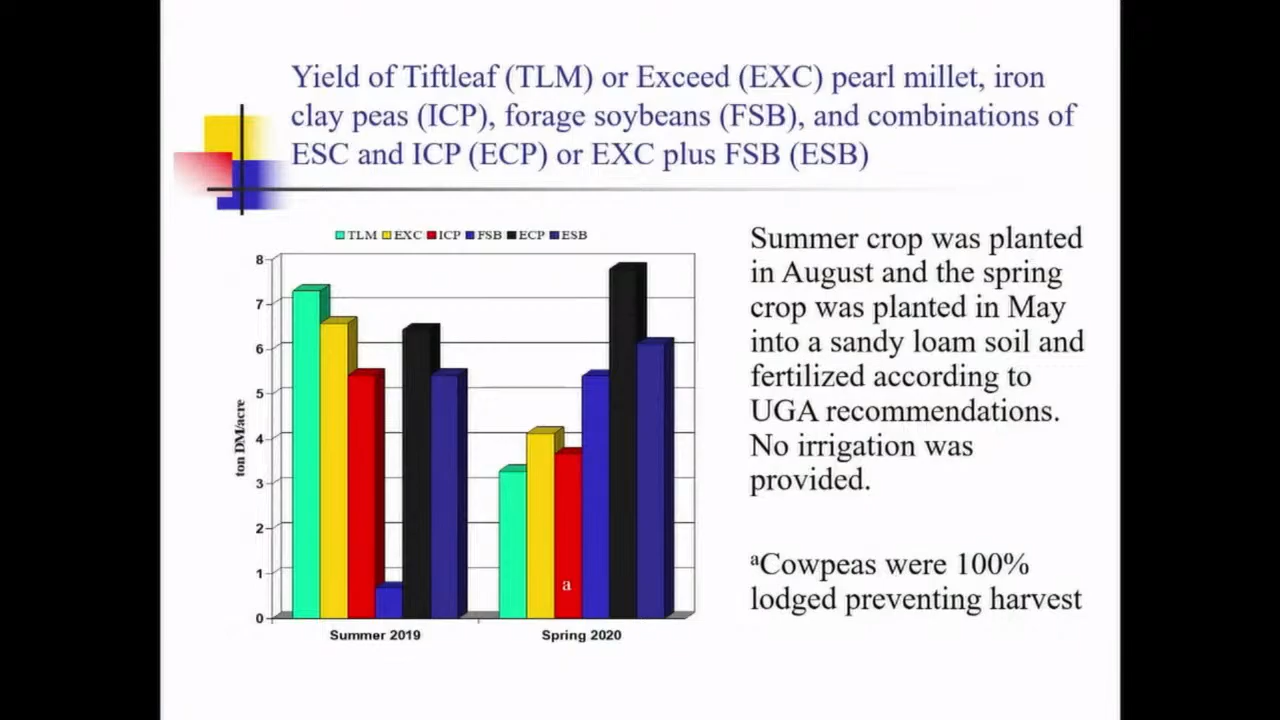 Yield of Tiftleaf (TLM) or Exceed (EXC) pearl millet, iron
clay peas (ICP), forage soybeans (FSB), and combinations of
ESC and ICP (ECP) or EXC plus FSB (ESB)
TLM EXC ICP FSB ECP ESB
8
7
6
5
4
3
2
1
0
ton DM/acre
a
Summer 2019 Spring 2020
Summer crop was planted
in August and the spring
crop was planted in May
into a sandy loam soil and
fertilized according to
UGA recommendations.
No irrigation was
provided.
ᵃCowpeas were 100%
lodged preventing harvest